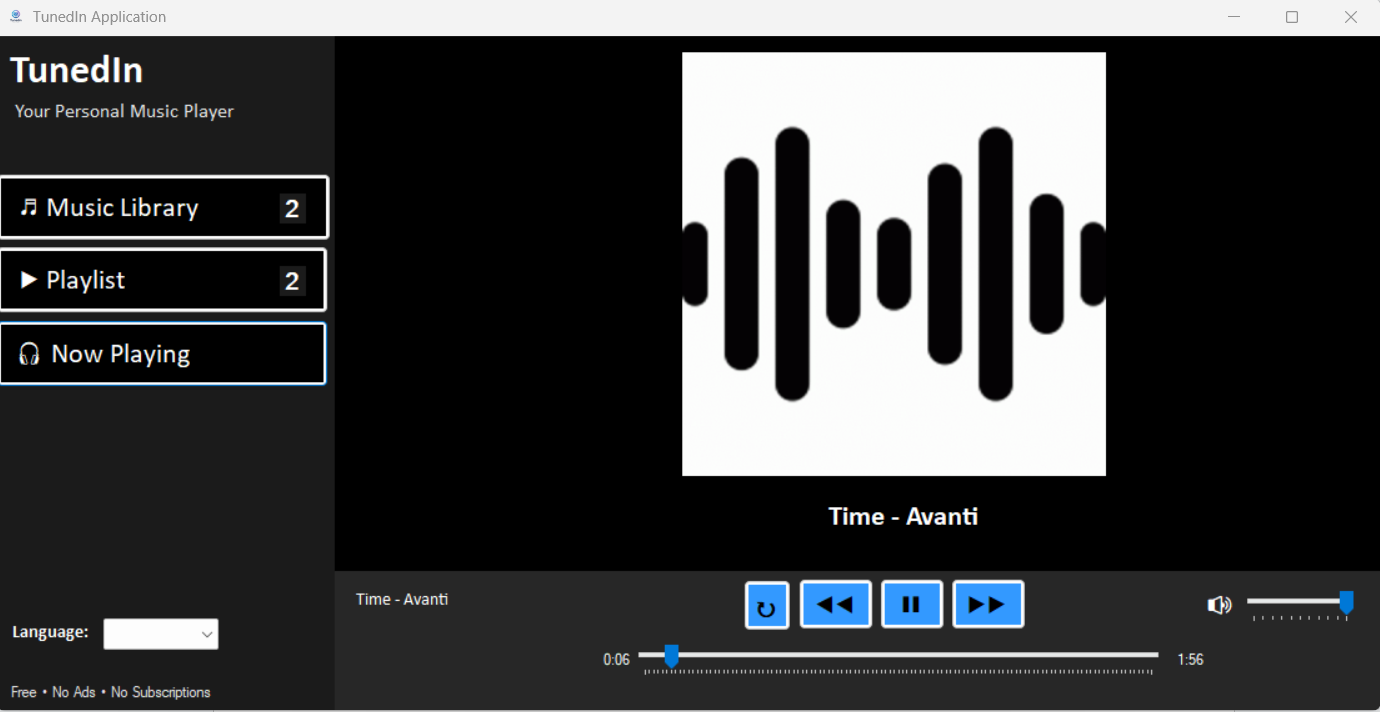 TunedIn Application
TunedIn
Your Personal Music Player
Music Library 2
Playlist 2
Now Playing
Time - Avanti
Time - Avanti
0:06 1:56
Language:
Free • No Ads • No Subscriptions